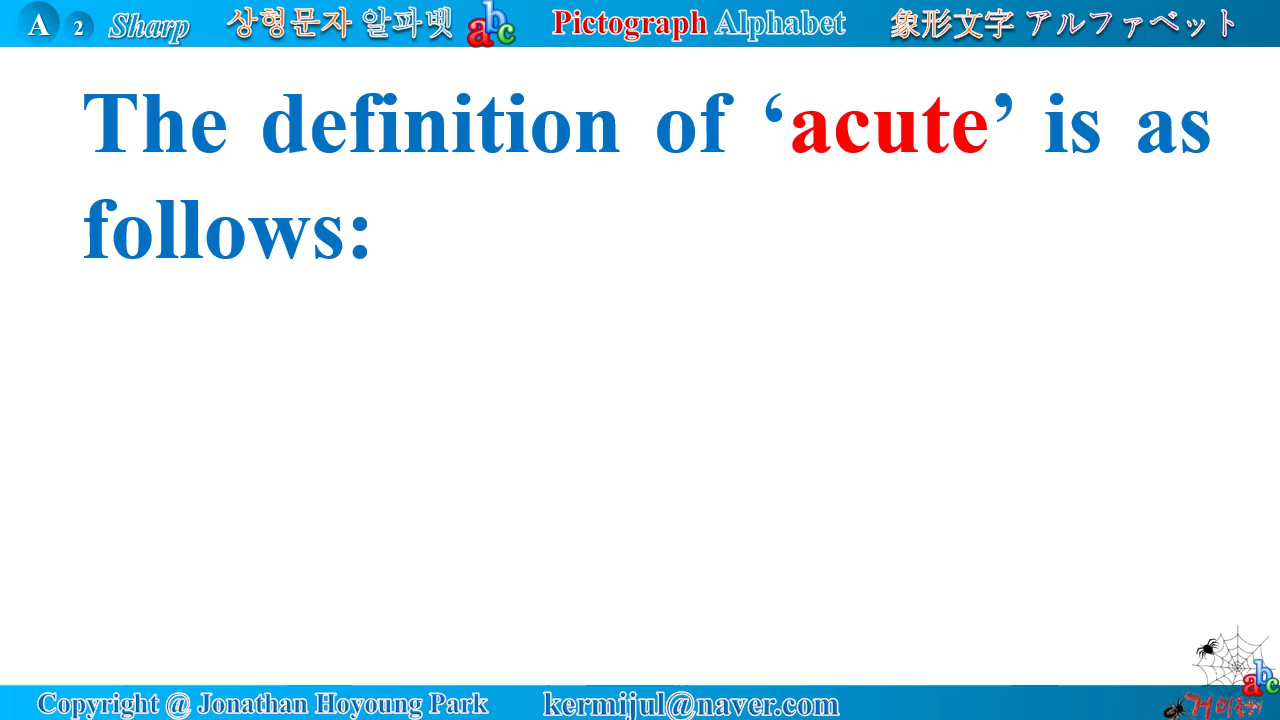 A 2 Sharp 상형문자 알파벳 abc Pictograph Alphabet 象形文字 アルファベット
The definition of ‘acute’ is as
follows:
abc
Copyright @ Jonathan Hoyoung Park kermijul@naver.com